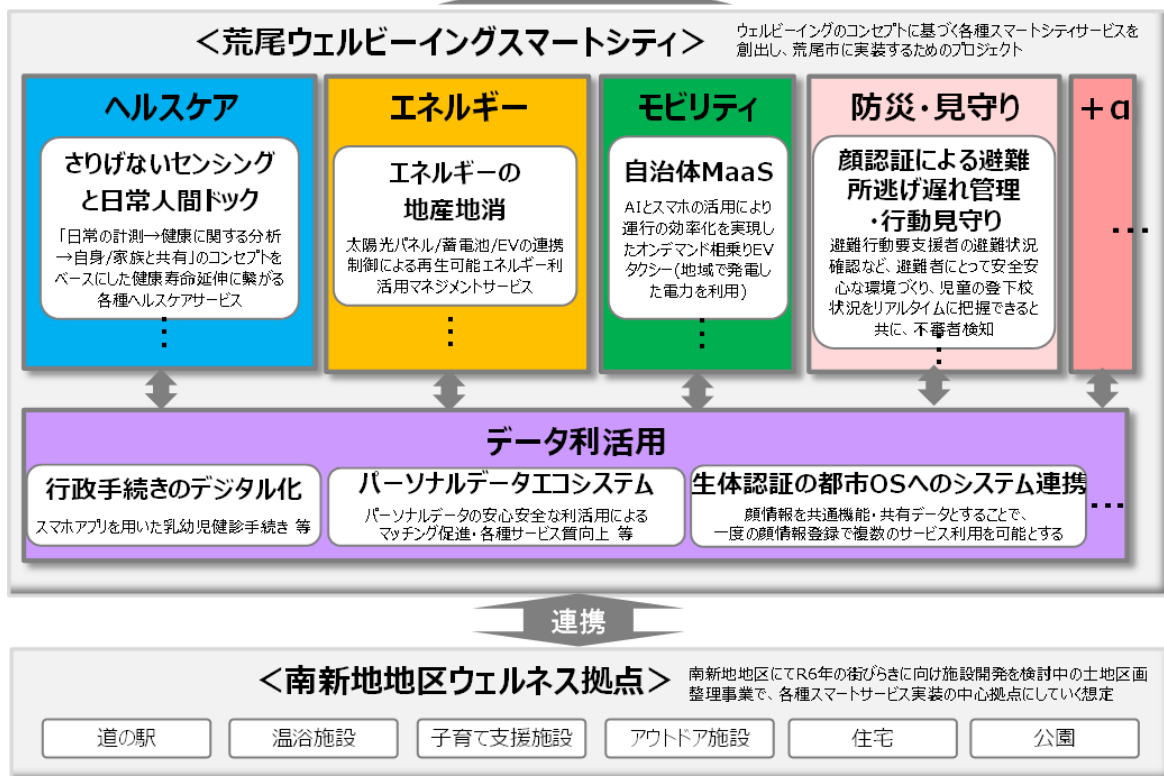 ＜荒尾ウェルビーイングスマートシティ＞
ウェルビーイングのコンセプトに基づく各種スマートシティサービスを
創出し、荒尾市に実装するためのプロジェクト
ヘルスケア
さりげないセンシング
と日常人間ドック
「日常の計測→健康に関する分析
→自身/家族と共有」のコンセプトを
ベースにした健康寿命延伸に繋がる
各種ヘルスケアサービス
⋮
エネルギー
エネルギーの
地産地消
太陽光パネル/蓄電池/EVの連携
制御による再生可能エネルギー利
活用マネジメントサービス
⋮
モビリティ
自治体MaaS
AIとスマホの活用により
運行の効率化を実現し
たオンデマンド相乗りEV
タクシー(地域で発電し
た電力を利用)
⋮
防災・見守り
顔認証による避難
所逃げ遅れ管理
・行動見守り
避難行動要支援者の避難状況
確認など、避難者にとって安全安
心な環境づくり、児童の登下校
状況をリアルタイムに把握できると
共に、不審者検知
⋮
＋α
…
データ利活用
行政手続きのデジタル化
スマホアプリを用いた乳幼児健診手続き 等
パーソナルデータエコシステム
パーソナルデータの安心安全な利活用による
マッチング促進・各種サービス質向上 等
生体認証の都市OSへのシステム連携
顔情報を共通機能・共有データとすることで、
一度の顔情報登録で複数のサービス利用を可能とする
…
連携
＜南新地地区ウェルネス拠点＞
南新地地区にてR6年の街びらきに向け施設開発を検討中の土地区画
整理事業で、各種スマートサービス実装の中心拠点にしていく想定
道の駅
温浴施設
子育て支援施設
アウトドア施設
住宅
公園